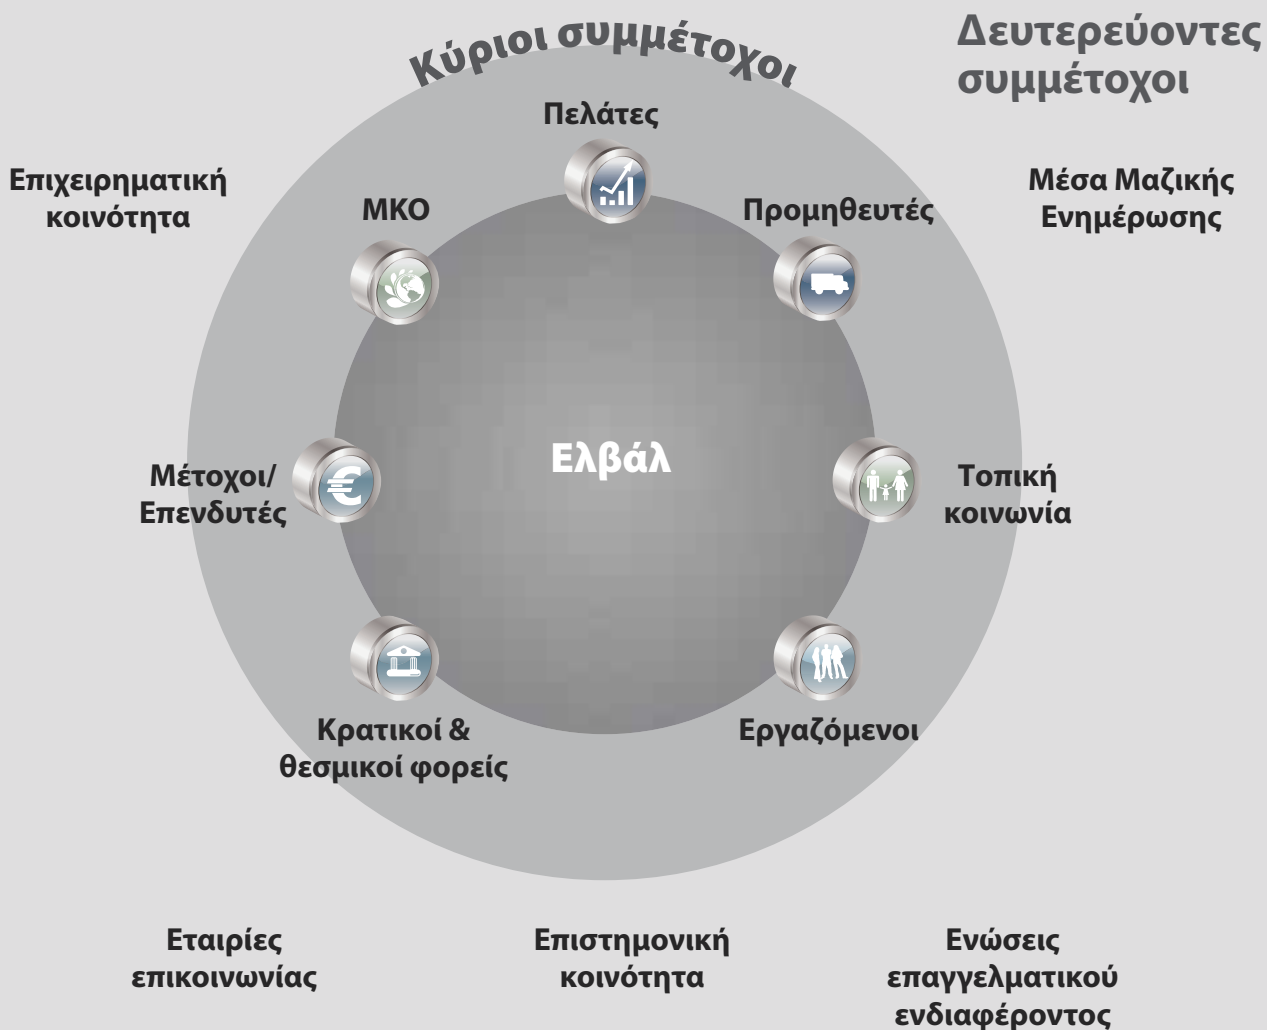 Κύριοι συμμέτοχοι
Δευτερεύοντες
συμμέτοχοι
Πελάτες
Επιχειρηματική
κοινότητα
ΜΚΟ
Προμηθευτές
Μέσα Μαζικής
Ενημέρωσης
Ελβάλ
Μέτοχοι/
Επενδυτές
Τοπική
κοινωνία
Κρατικοί &
θεσμικοί φορείς
Εργαζόμενοι
Εταιρίες
επικοινωνίας
Επιστημονική
κοινότητα
Ενώσεις
επαγγελματικού
ενδιαφέροντος